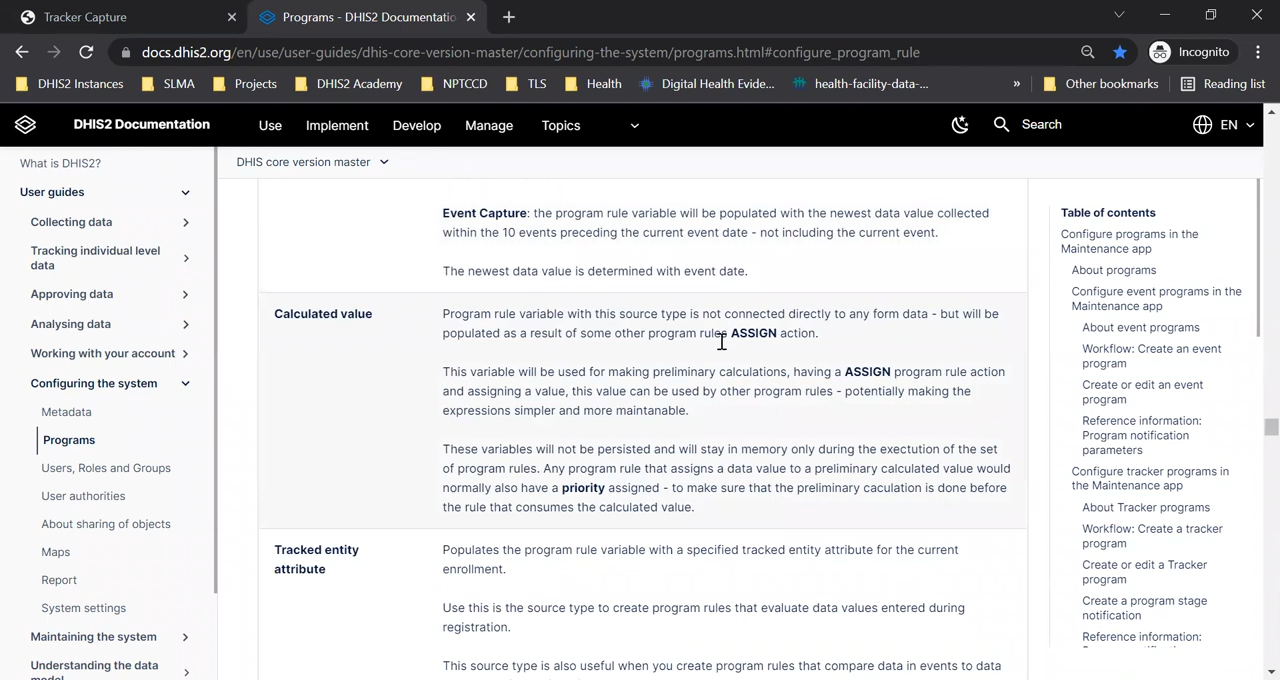 Tracker Capture
Programs - DHIS2 Documentatio
docs.dhis2.org/en/use/user-guides/dhis-core-version-master/configuring-the-system/programs.html#configure_program_rule
Incognito
DHIS2 Instances
SLMA
Projects
DHIS2 Academy
NPTCCD
TLS
Health
Digital Health Evide...
health-facility-data-...
»
Other bookmarks
Reading list
DHIS2 Documentation
Use
Implement
Develop
Manage
Topics
Search
EN
What is DHIS2?
User guides
Collecting data
Tracking individual level
data
Approving data
Analysing data
Working with your account
Configuring the system
Metadata
Programs
Users, Roles and Groups
User authorities
About sharing of objects
Maps
Report
System settings
Maintaining the system
Understanding the data
model
DHIS core version master
Event Capture: the program rule variable will be populated with the newest data value collected
within the 10 events preceding the current event date - not including the current event.
The newest data value is determined with event date.
Calculated value
Program rule variable with this source type is not connected directly to any form data - but will be
populated as a result of some other program rules ASSIGN action.
This variable will be used for making preliminary calculations, having a ASSIGN program rule action
and assigning a value, this value can be used by other program rules - potentially making the
expressions simpler and more maintanable.
These variables will not be persisted and will stay in memory only during the exectution of the set
of program rules. Any program rule that assigns a data value to a preliminary calculated value would
normally also have a priority assigned - to make sure that the preliminary caculation is done before
the rule that consumes the calculated value.
Tracked entity
attribute
Populates the program rule variable with a specified tracked entity attribute for the current
enrollment.
Use this is the source type to create program rules that evaluate data values entered during
registration.
This source type is also useful when you create program rules that compare data in events to data
Table of contents
Configure programs in the
Maintenance app
About programs
Configure event programs in the
Maintenance app
About event programs
Workflow: Create an event
program
Create or edit an event
program
Reference information:
Program notification
parameters
Configure tracker programs in
the Maintenance app
About Tracker programs
Workflow: Create a tracker
program
Create or edit a Tracker
program
Create a program stage
notification
Reference information: